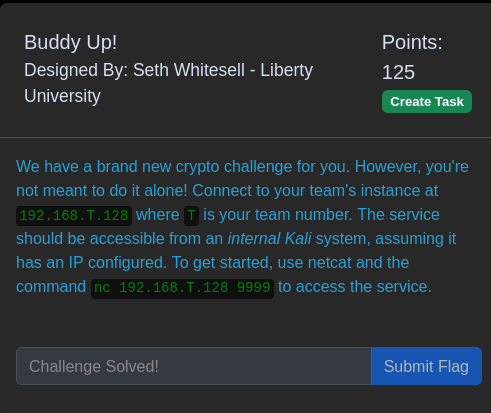 Buddy Up!
Points:
Designed By: Seth Whitesell - Liberty
125
University
Create Task
We have a brand new crypto challenge for you. However, you're
not meant to do it alone! Connect to your team's instance at
192.168.T.128 where T is your team number. The service
should be accessible from an internal Kali system, assuming it
has an IP configured. To get started, use netcat and the
command nc 192.168.T.128 9999 to access the service.
Challenge Solved!
Submit Flag